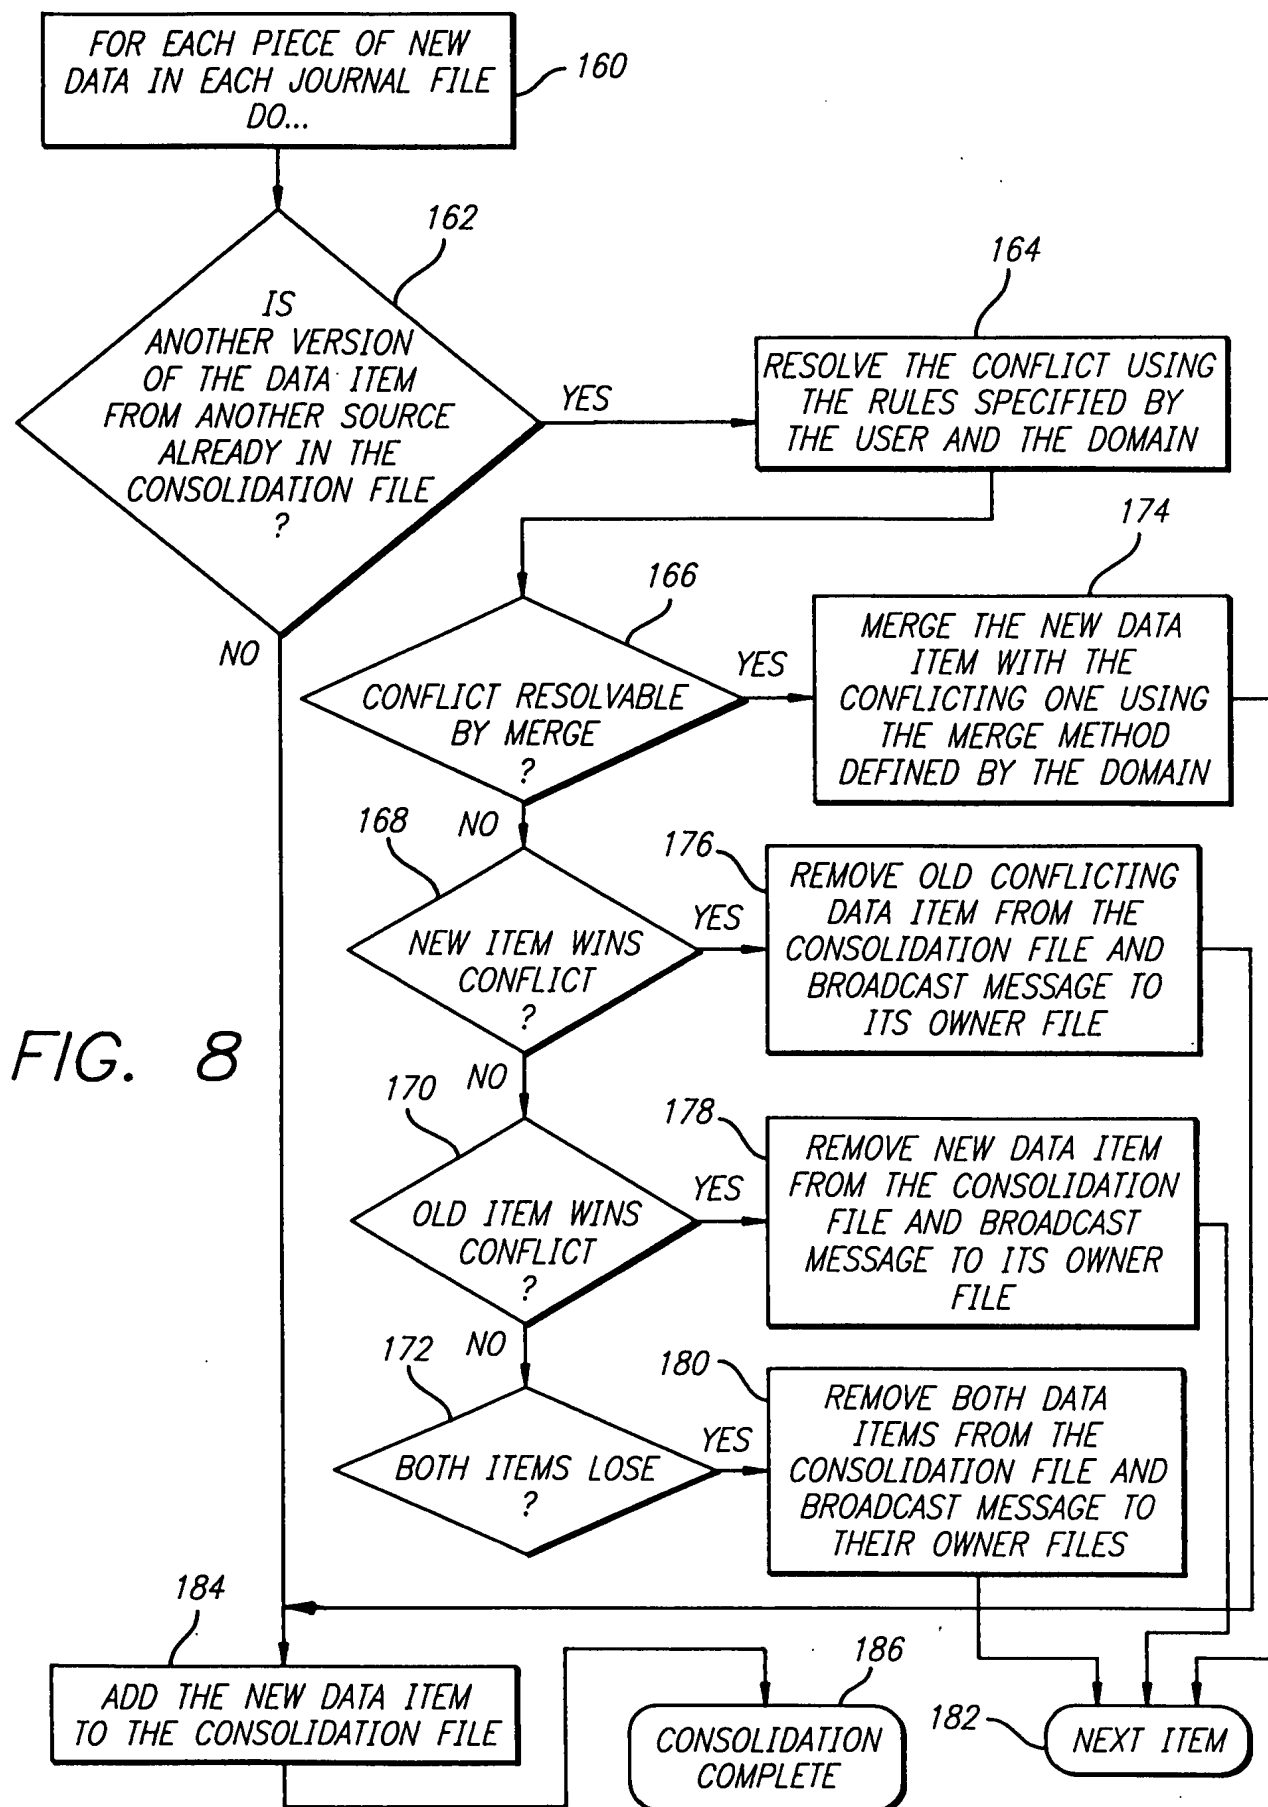 FOR EACH PIECE OF NEW
DATA IN EACH JOURNAL FILE
DO...
160
162
IS
ANOTHER VERSION
OF THE DATA ITEM
FROM ANOTHER SOURCE
ALREADY IN THE
CONSOLIDATION FILE
?
YES
NO
164
RESOLVE THE CONFLICT USING
THE RULES SPECIFIED BY
THE USER AND THE DOMAIN
166
CONFLICT RESOLVABLE
BY MERGE
?
YES
NO
174
MERGE THE NEW DATA
ITEM WITH THE
CONFLICTING ONE USING
THE MERGE METHOD
DEFINED BY THE DOMAIN
168
NEW ITEM WINS
CONFLICT
?
YES
NO
176
REMOVE OLD CONFLICTING
DATA ITEM FROM THE
CONSOLIDATION FILE AND
BROADCAST MESSAGE TO
ITS OWNER FILE
FIG. 8
170
OLD ITEM WINS
CONFLICT
?
YES
NO
178
REMOVE NEW DATA ITEM
FROM THE CONSOLIDATION
FILE AND BROADCAST
MESSAGE TO ITS OWNER
FILE
172
BOTH ITEMS LOSE
?
YES
180
REMOVE BOTH DATA
ITEMS FROM THE
CONSOLIDATION FILE AND
BROADCAST MESSAGE TO
THEIR OWNER FILES
184
ADD THE NEW DATA ITEM
TO THE CONSOLIDATION FILE
186
CONSOLIDATION
COMPLETE
182
NEXT ITEM